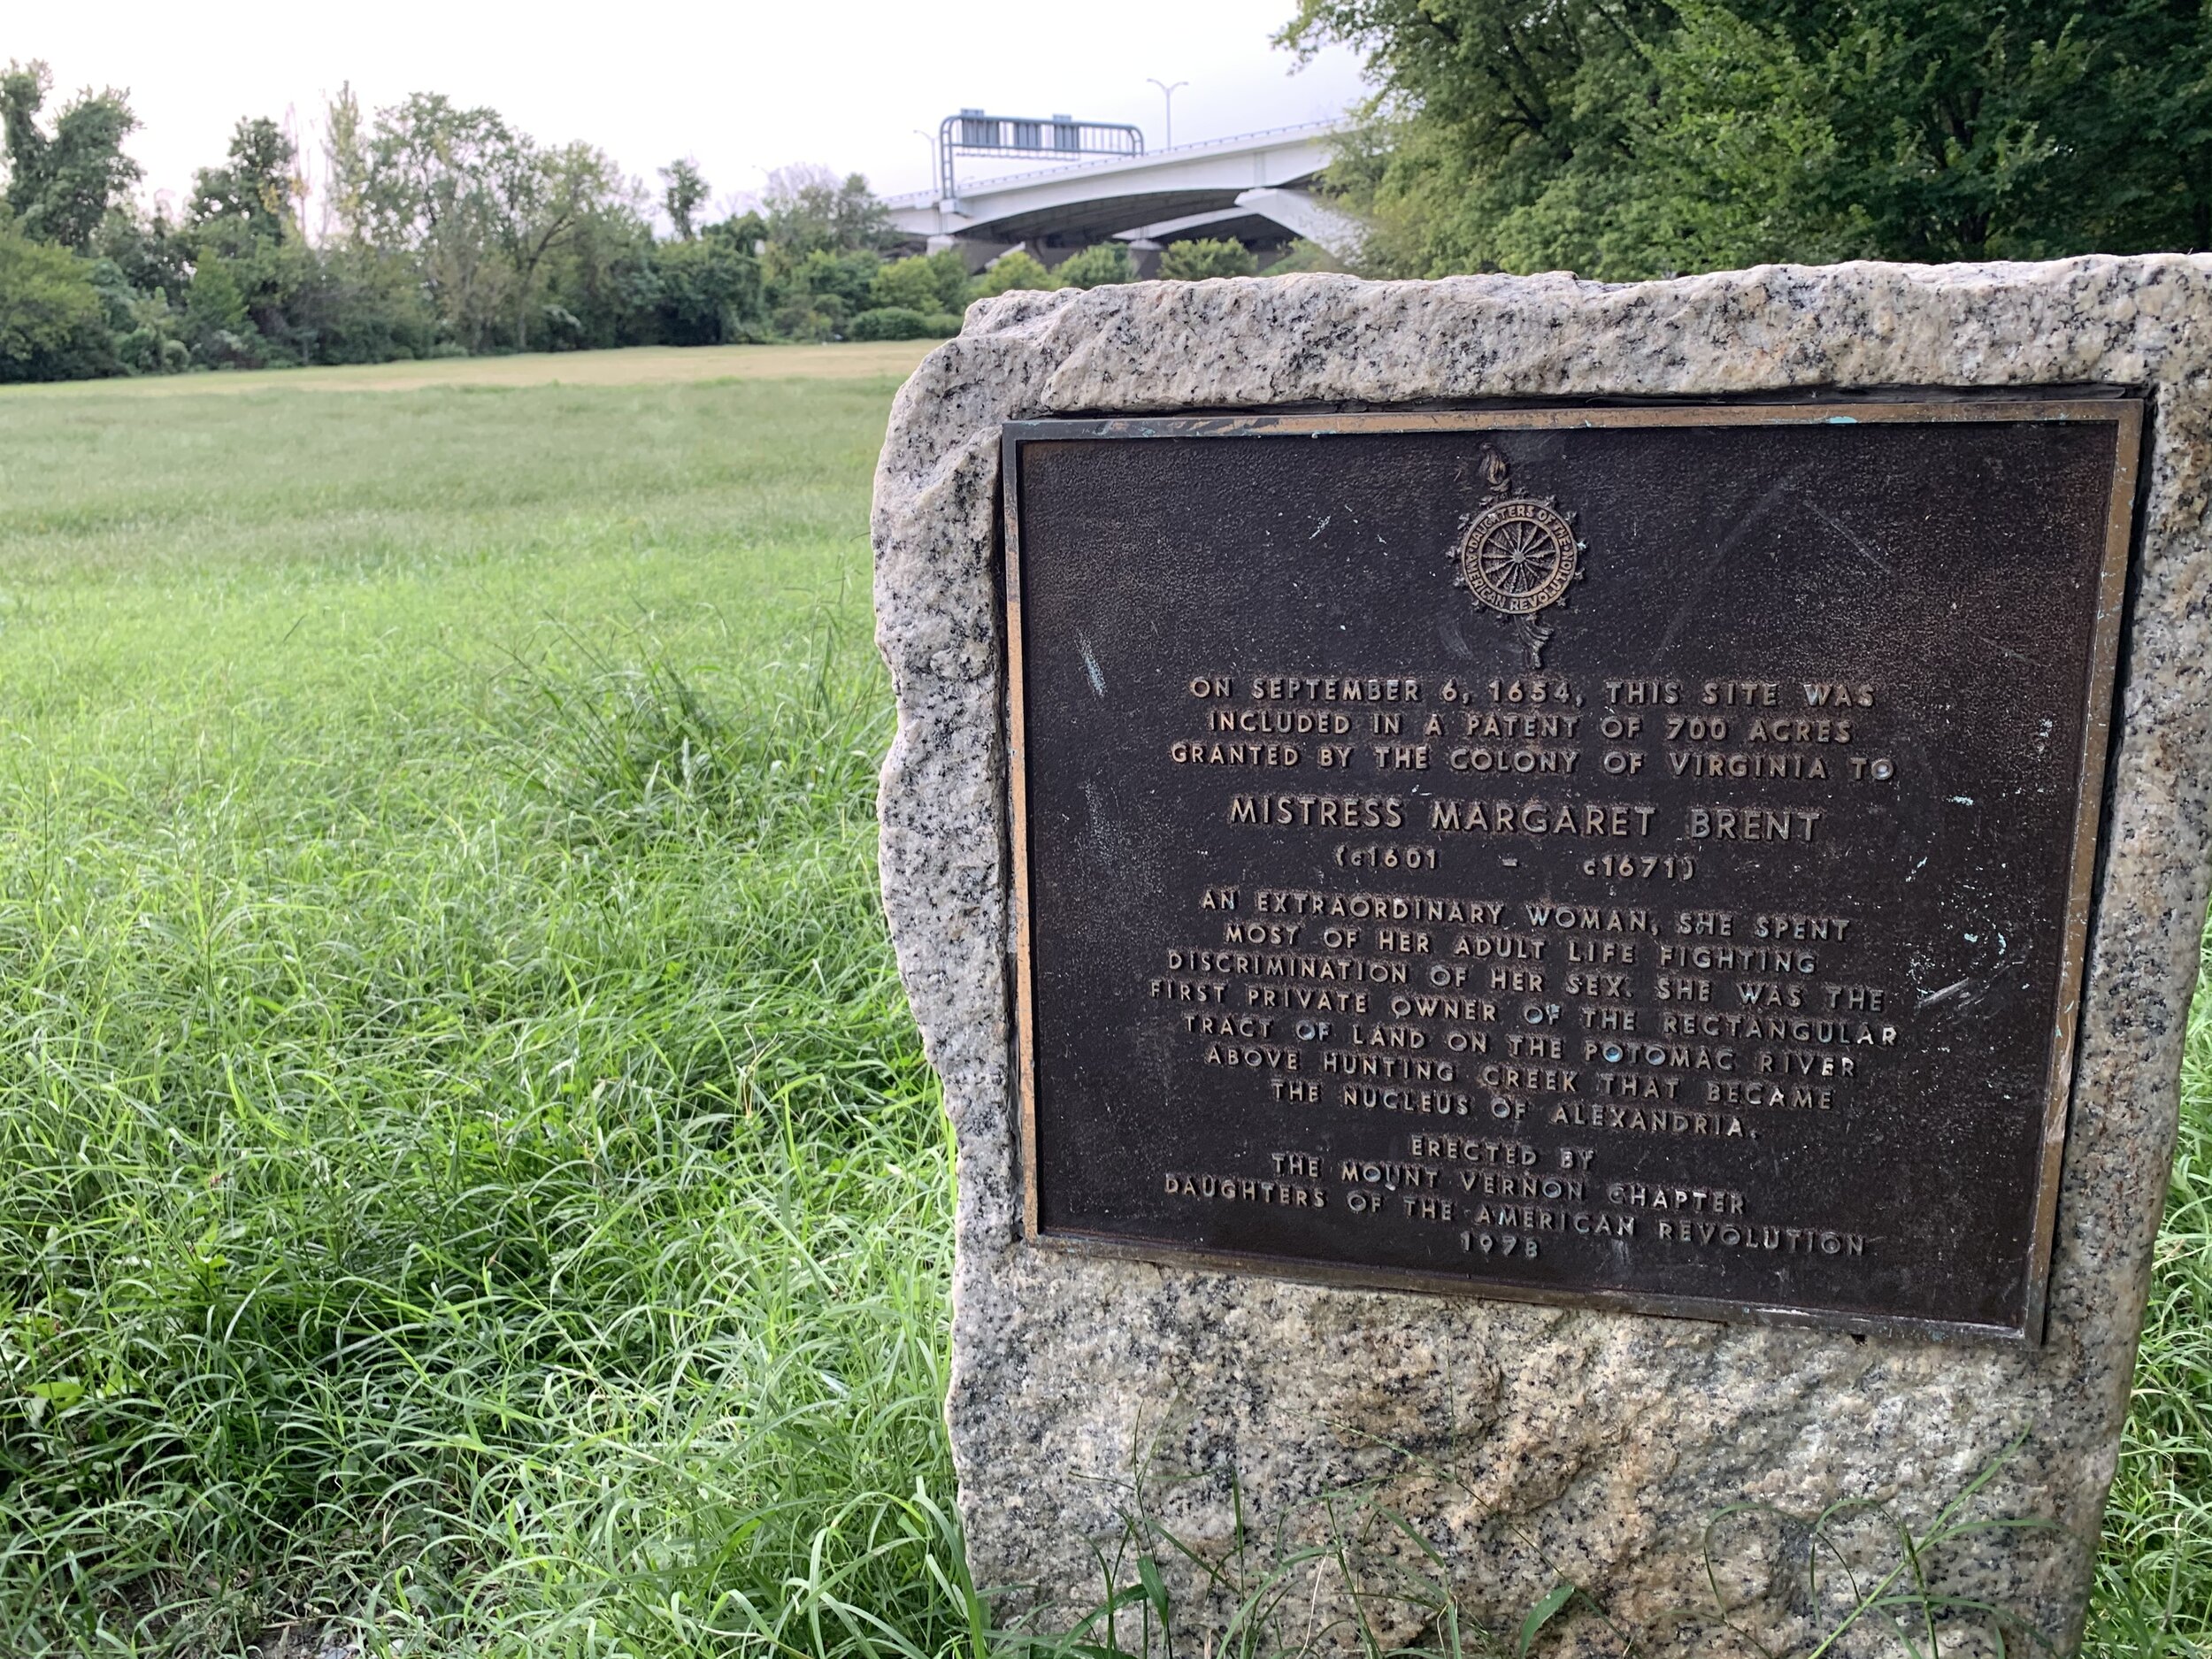 DAUGHTERS OF THE AMERICAN REVOLUTION
ON SEPTEMBER 6, 1654, THIS SITE WAS
INCLUDED IN A PATENT OF 700 ACRES
GRANTED BY THE COLONY OF VIRGINIA TO
MISTRESS MARGARET BRENT
(c1601 - c1671)
AN EXTRAORDINARY WOMAN, SHE SPENT
MOST OF HER ADULT LIFE FIGHTING
DISCRIMINATION OF HER SEX. SHE WAS THE
FIRST PRIVATE OWNER OF THE RECTANGULAR
TRACT OF LAND ON THE POTOMAC RIVER
ABOVE HUNTING CREEK THAT BECAME
THE NUCLEUS OF ALEXANDRIA.
ERECTED BY
THE MOUNT VERNON CHAPTER
DAUGHTERS OF THE AMERICAN REVOLUTION
1978